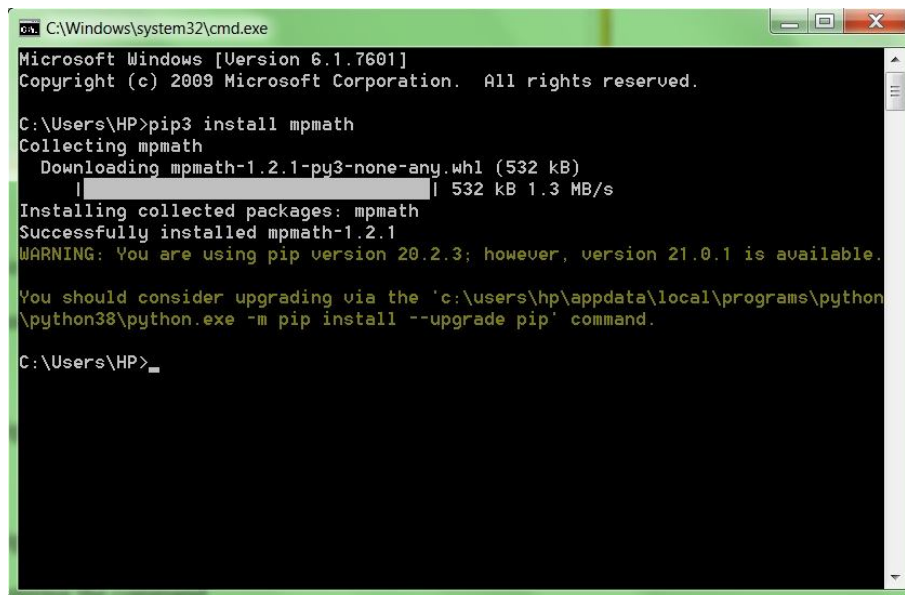 C:\Windows\system32\cmd.exe
Microsoft Windows [Version 6.1.7601]
Copyright (c) 2009 Microsoft Corporation.  All rights reserved.
C:\Users\HP>pip3 install mpmath
Collecting mpmath
  Downloading mpmath-1.2.1-py3-none-any.whl (532 kB)
     |████████████████████████████████| 532 kB 1.3 MB/s
Installing collected packages: mpmath
Successfully installed mpmath-1.2.1
WARNING: You are using pip version 20.2.3; however, version 21.0.1 is available.
You should consider upgrading via the 'c:\users\hp\appdata\local\programs\python
\python38\python.exe -m pip install --upgrade pip' command.
C:\Users\HP>_